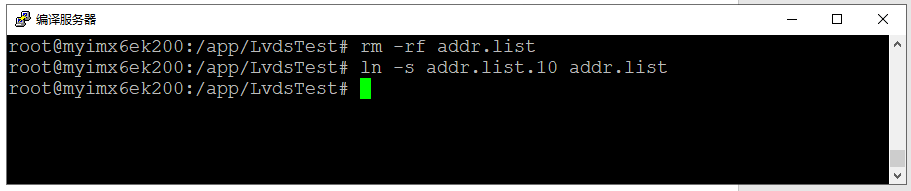 编译服务器
root@myimx6ek200:/app/LvdsTest# rm -rf addr.list
root@myimx6ek200:/app/LvdsTest# ln -s addr.list.10 addr.list
root@myimx6ek200:/app/LvdsTest#